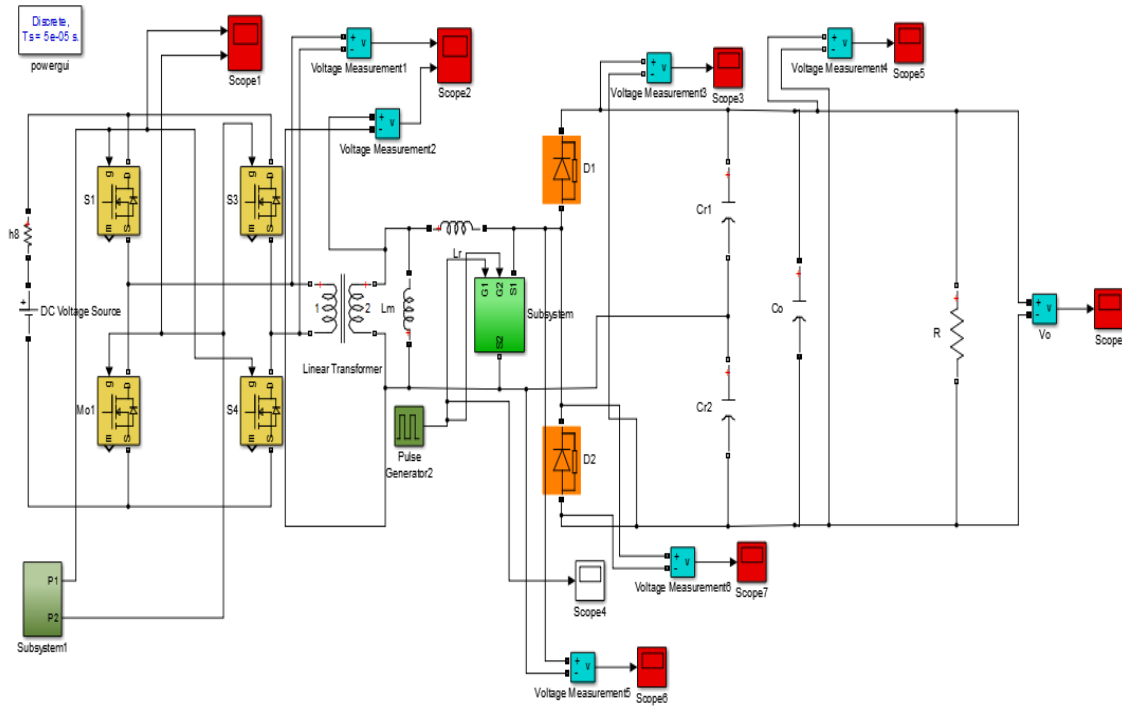 Discrete,
Ts = 5e-05 s.
powergui
Scope1
Voltage Measurement1
Scope2
Voltage Measurement2
Voltage Measurement3
Scope3
Voltage Measurement4
Scope5
S1
g
D
m
S
S3
g
D
m
S
D1
Cr1
h8
DC Voltage Source
1
2
Linear Transformer
Lm
Lr
G1
G2
S1
S2
Subsystem
Co
R
Vo
Scope
Mo1
g
D
m
S
S4
g
D
m
S
Pulse
Generator2
D2
Cr2
P1
P2
Subsystem1
Scope4
Voltage Measurement6
Scope7
Voltage Measurement5
Scope6
+
-
v
+
-
v
+
-
v
+
-
v
+
-
v
+
-
v
+
-
v